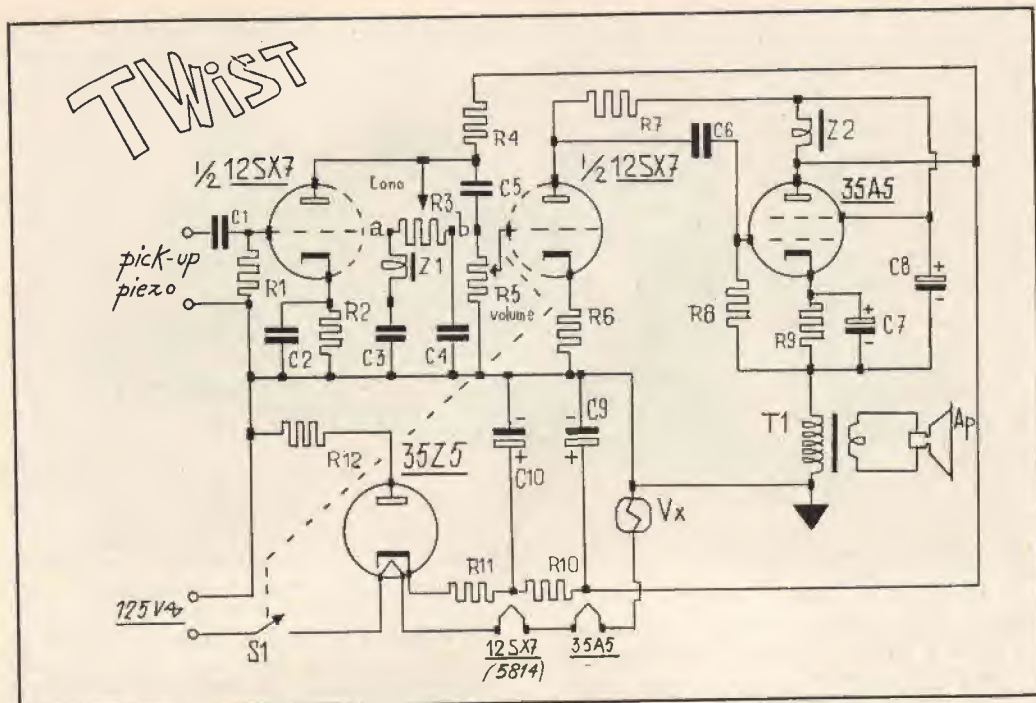 TWisT
½ 12SX7
C1
pick-up
piezo
R1
C2
R2
Tono
R3
a
b
Z1
C3
C4
R4
C5
R5
volume
½ 12SX7
R6
R7
C6
Z2
35A5
R8
R9
C7
C8
+
-
+
-
R12
35Z5
-
+
C10
-
+
C9
T1
Ap
Vx
R11
R10
125V~
S1
12SX7
(5814)
35A5